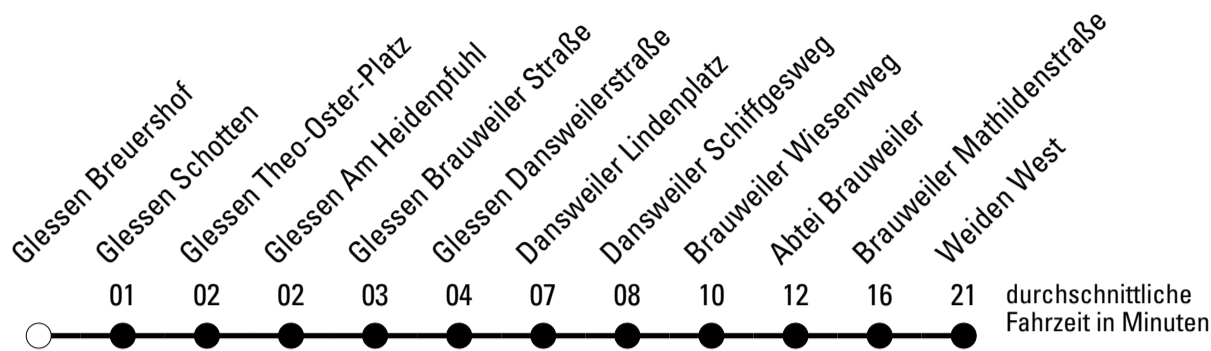 Glessen Breuershof
Glessen Schotten
Glessen Theo-Oster-Platz
Glessen Am Heidenpfuhl
Glessen Brauweiler Straße
Glessen Dansweilerstraße
Dansweiler Lindenplatz
Dansweiler Schiffgesweg
Brauweiler Wiesenweg
Abtei Brauweiler
Brauweiler Mathildenstraße
Weiden West
01 02 02 03 04 07 08 10 12 16 21
durchschnittliche
Fahrzeit in Minuten